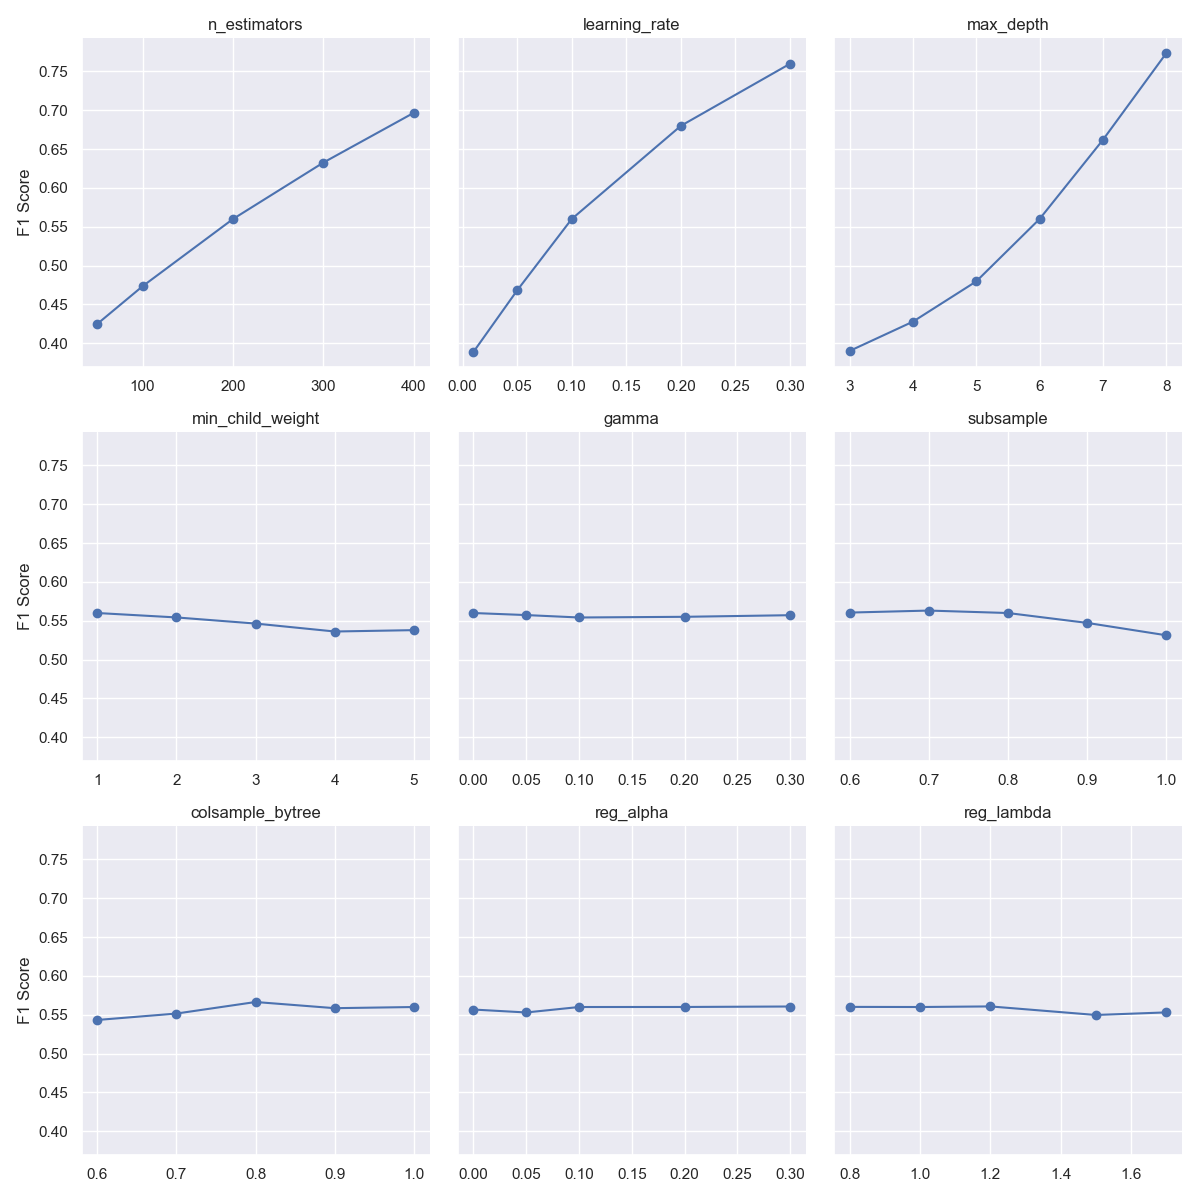 n_estimators
learning_rate
max_depth
F1 Score
0.75
0.70
0.65
0.60
0.55
0.50
0.45
0.40
100 200 300 400
0.00 0.05 0.10 0.15 0.20 0.25 0.30
3 4 5 6 7 8
min_child_weight
gamma
subsample
F1 Score
0.75
0.70
0.65
0.60
0.55
0.50
0.45
0.40
1 2 3 4 5
0.00 0.05 0.10 0.15 0.20 0.25 0.30
0.6 0.7 0.8 0.9 1.0
colsample_bytree
reg_alpha
reg_lambda
F1 Score
0.75
0.70
0.65
0.60
0.55
0.50
0.45
0.40
0.6 0.7 0.8 0.9 1.0
0.00 0.05 0.10 0.15 0.20 0.25 0.30
0.8 1.0 1.2 1.4 1.6